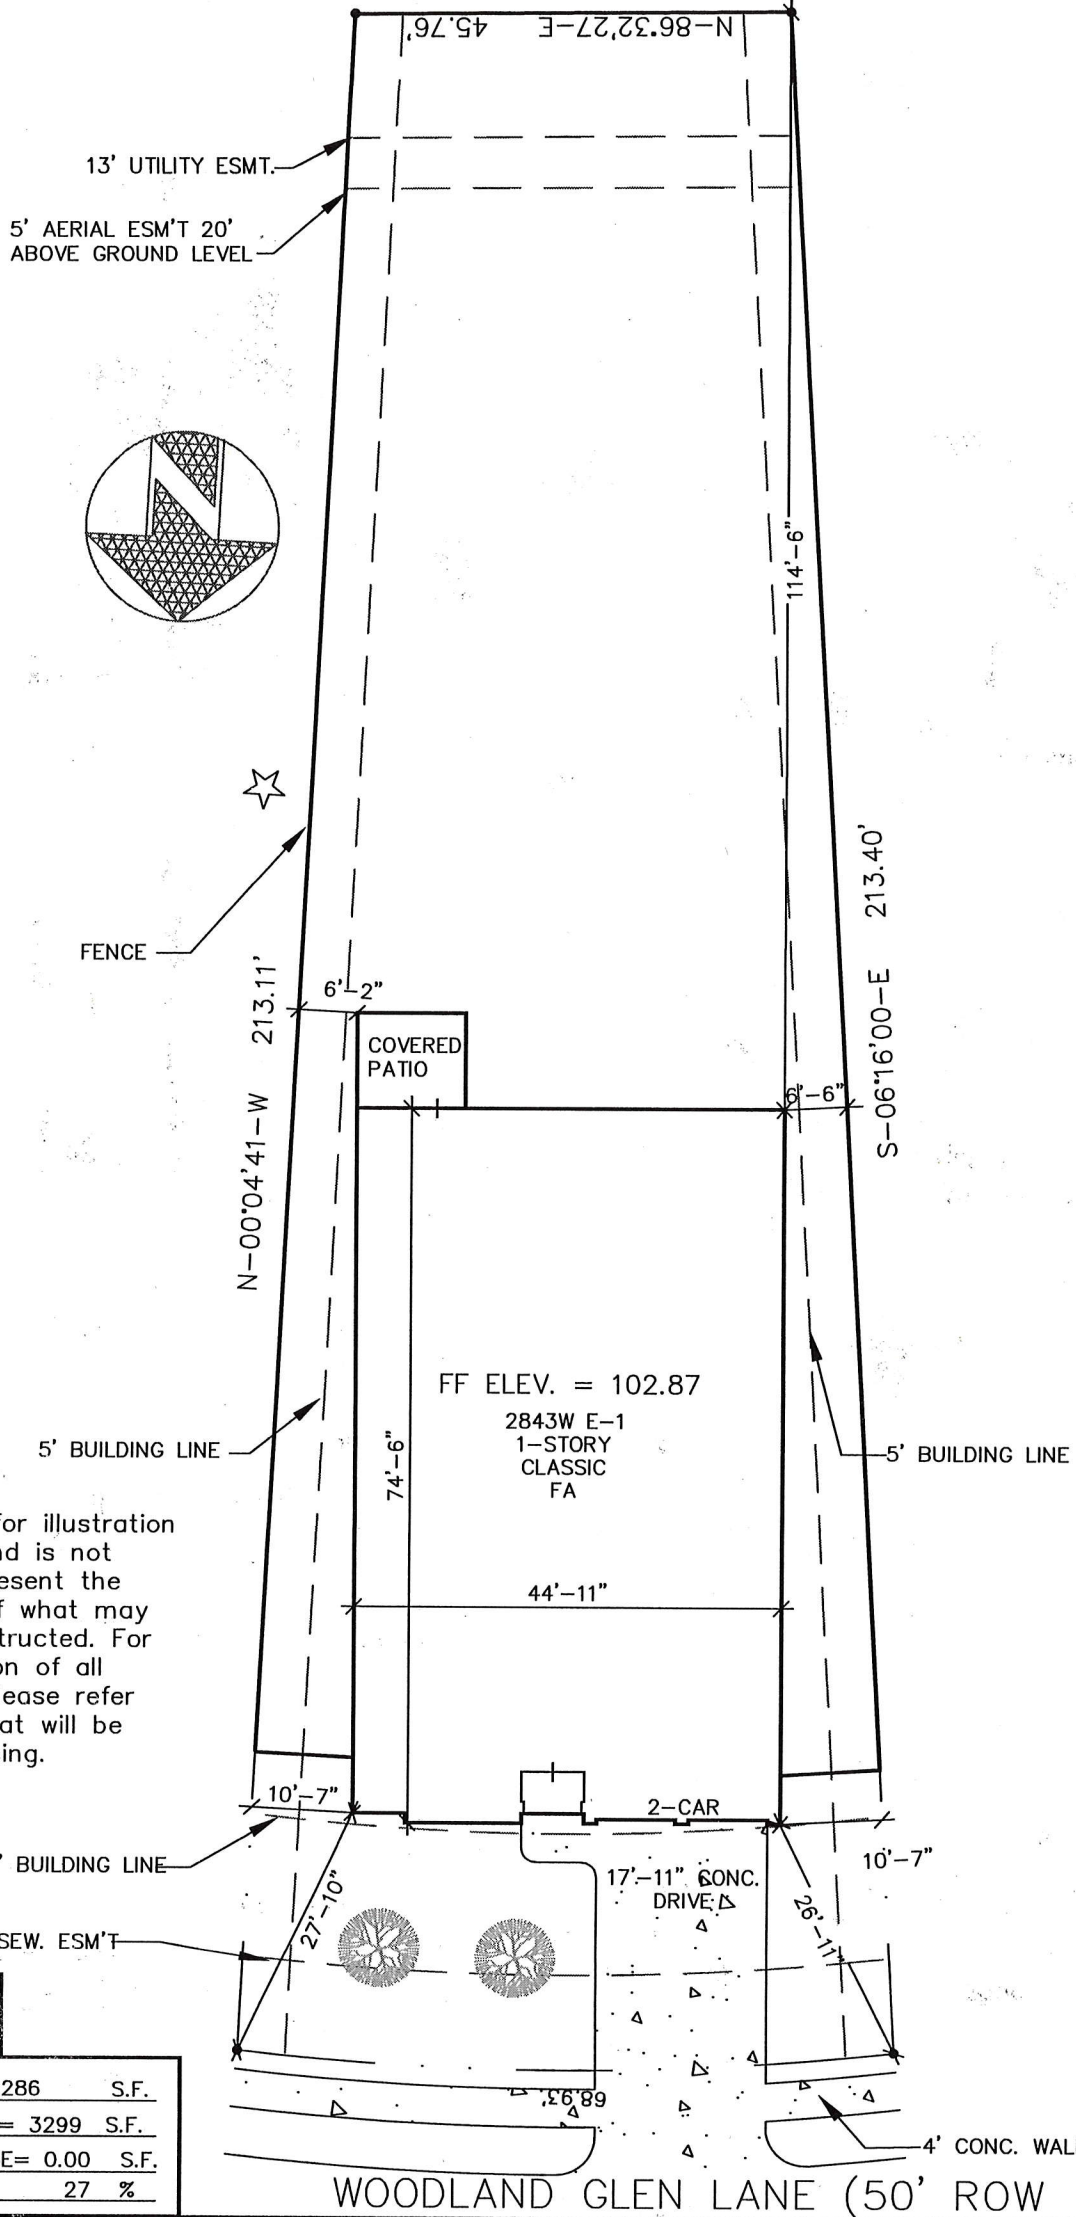 N-86°32'27-E 45.76'
13' UTILITY ESMT.
5' AERIAL ESM'T 20'
ABOVE GROUND LEVEL
N
114'-6"
FENCE
213.40'
S-06°16'00-E
213.11'
N-00°04'41-W
6'-2"
COVERED
PATIO
6'-6"
FF ELEV. = 102.87
2843W E-1
1-STORY
CLASSIC
FA
74'-6"
5' BUILDING LINE
5' BUILDING LINE
for illustration
nd is not
esent the
f what may
tructed. For
on of all
lease refer
at will be
sing.
44'-11"
10'-7"
2-CAR
' BUILDING LINE
17'-11" CONC.
DRIVE
10'-7"
27'-10"
26'-11"
SEW. ESM'T
68.93'
286 S.F.
= 3299 S.F.
E= 0.00 S.F.
27 %
4' CONC. WAL
WOODLAND GLEN LANE (50' ROW